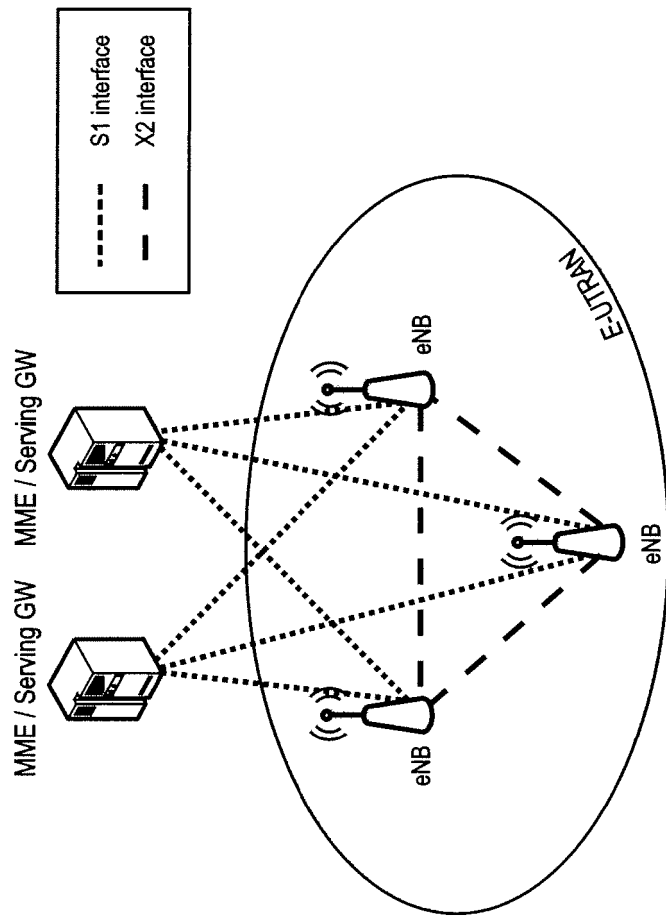 MME / Serving GW
MME / Serving GW
S1 interface
X2 interface
eNB
eNB
eNB
E-UTRAN